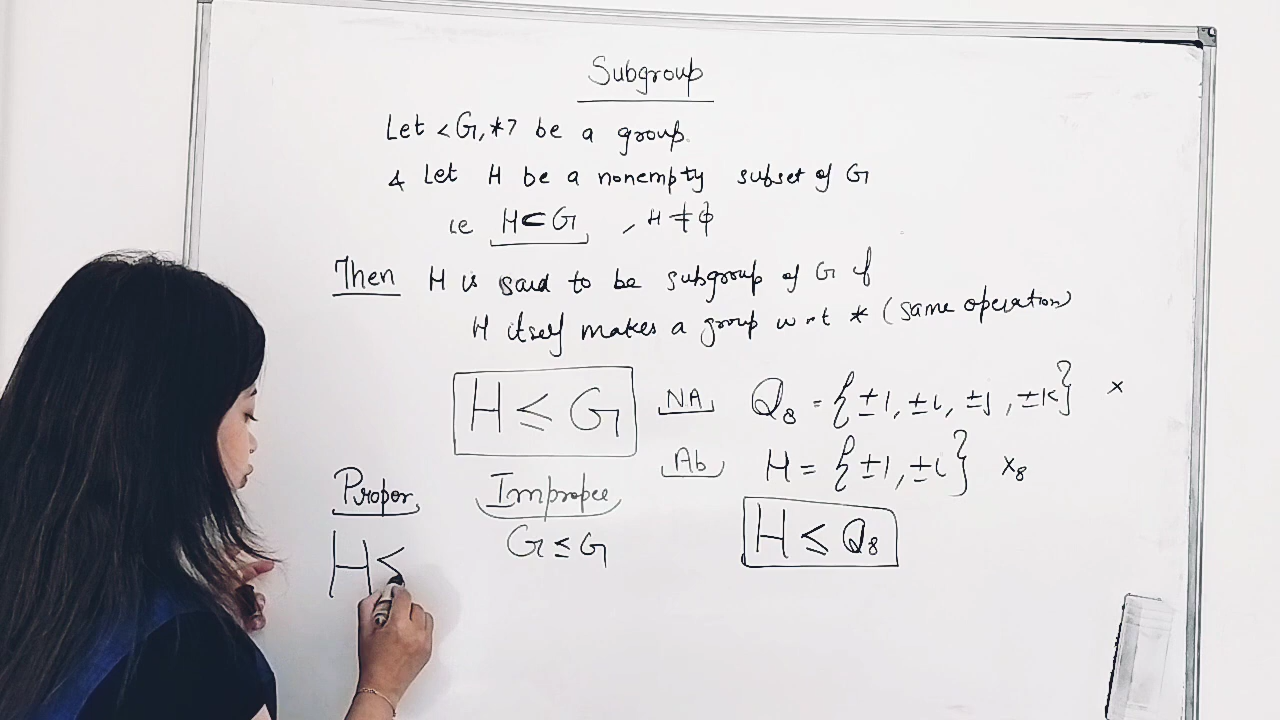 Subgroup
Let <G, *> be a group.
& Let H be a nonempty subset of G
ie H⊂G , H ≠ ϕ
Then H is said to be subgroup of G if
H itself makes a group w.r.t * (same operation)
H ≤ G NA Q₈ = {±1, ±i, ±j, ±k} ×
Ab H = {±1, ±i} ×₈
Proper Improper H ≤ Q₈
H < G ≤ G